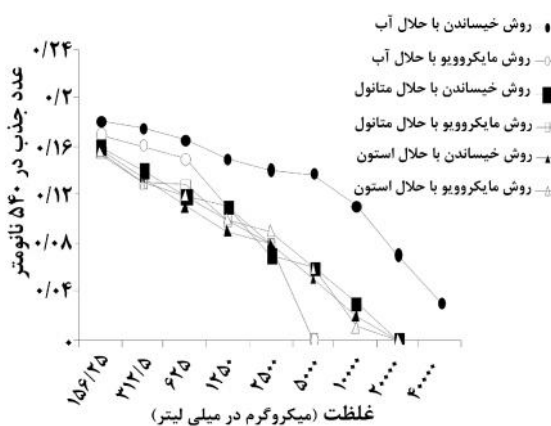 روش خیساندن با حلال آب
روش مایکروویو با حلال آب
روش خیساندن با حلال متانول
روش مایکروویو با حلال متانول
روش خیساندن با حلال استون
روش مایکروویو با حلال استون
عدد جذب در ۵۴۰ نانومتر
۰/۲۴
۰/۲
۰/۱۶
۰/۱۲
۰/۰۸
۰/۰۴
۰
۱۵۶/۲۵
۳۱۲/۵
۶۲۵
۱۲۵۰
۲۵۰۰
۵۰۰۰
۱۰۰۰۰
۲۰۰۰۰
۴۰۰۰۰
غلظت (میکروگرم در میلی لیتر)